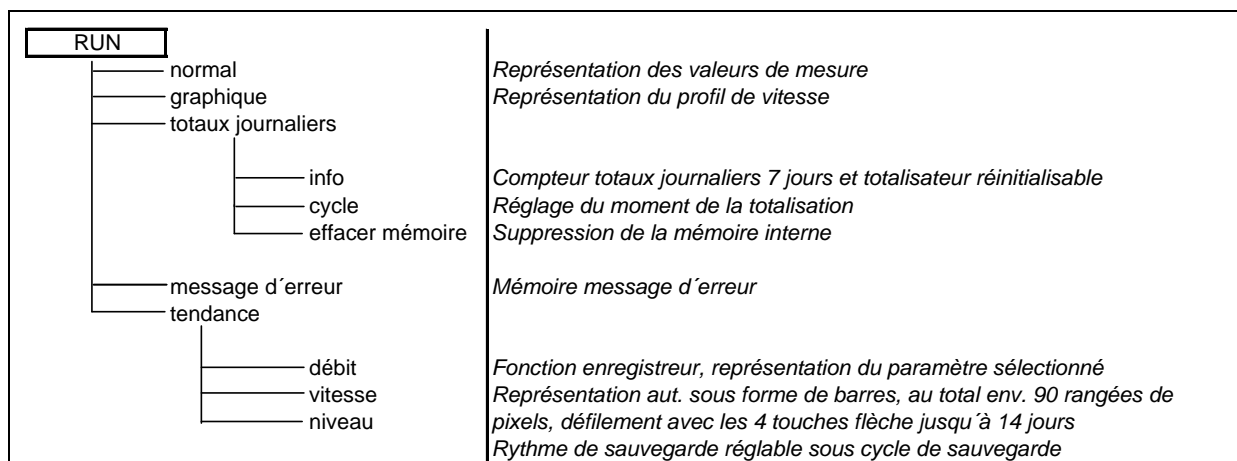 RUN
normal Représentation des valeurs de mesure
graphique Représentation du profil de vitesse
totaux journaliers
info Compteur totaux journaliers 7 jours et totalisateur réinitialisable
cycle Réglage du moment de la totalisation
effacer mémoire Suppression de la mémoire interne
message d´erreur Mémoire message d´erreur
tendance
débit Fonction enregistreur, représentation du paramètre sélectionné
vitesse Représentation aut. sous forme de barres, au total env. 90 rangées de
niveau pixels, défilement avec les 4 touches flèche jusqu´à 14 jours
Rythme de sauvegarde réglable sous cycle de sauvegarde